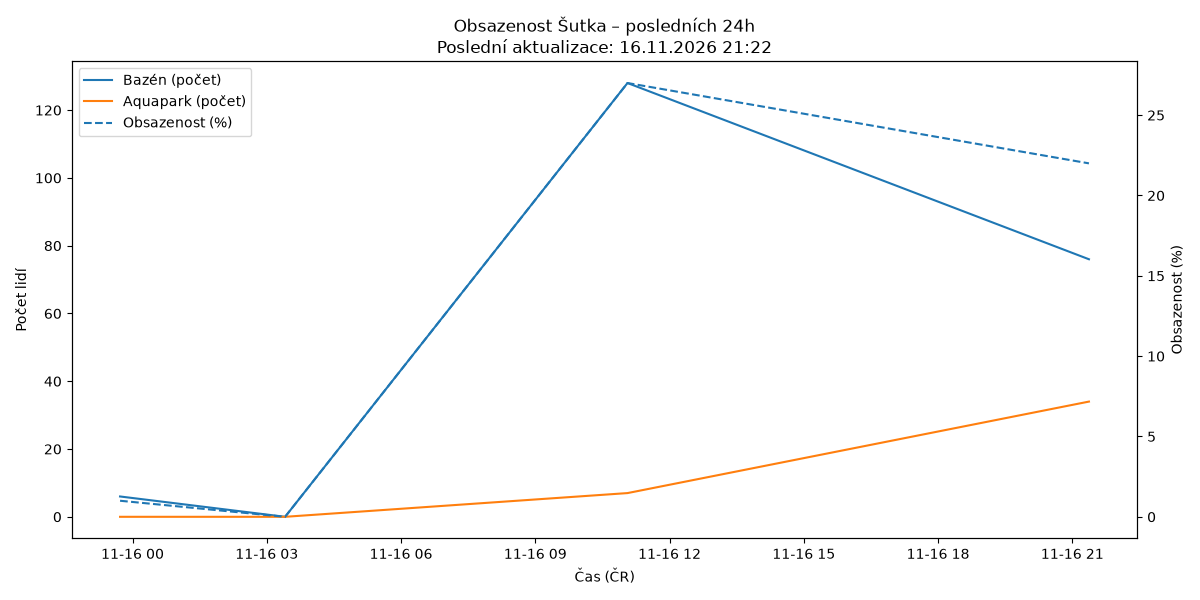 Obsazenost Šutka – posledních 24h
Poslední aktualizace: 16.11.2026 21:22
Bazén (počet)
Aquapark (počet)
Obsazenost (%)
Počet lidí
120
100
80
60
40
20
0
25
20
15
10
5
0
Obsazenost (%)
11-16 00
11-16 03
11-16 06
11-16 09
11-16 12
11-16 15
11-16 18
11-16 21
Čas (ČR)